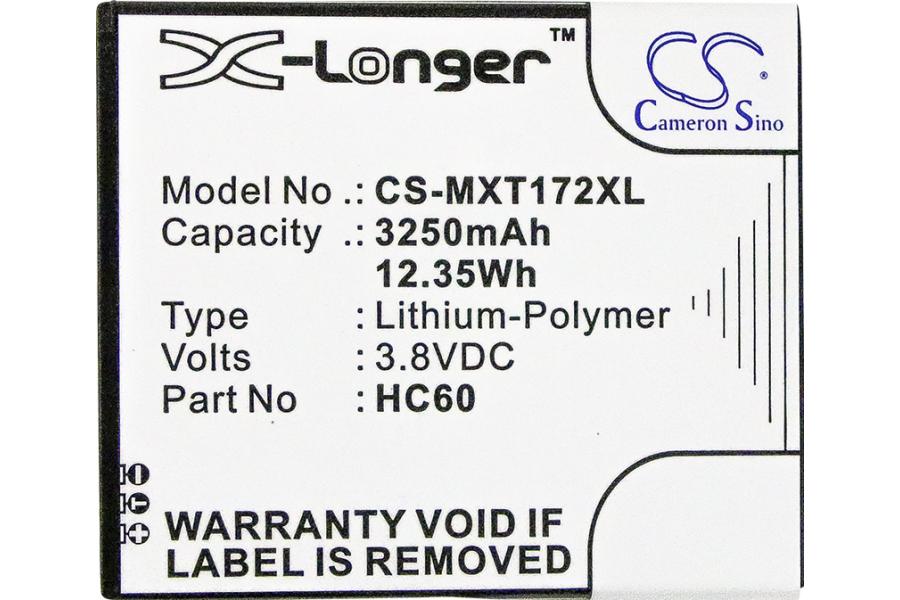 X-Longer™
CS®
Cameron Sino
Model No .: CS-MXT172XL
Capacity .: 3250mAh
12.35Wh
Type : Lithium-Polymer
Volts : 3.8VDC
Part No : HC60
WARRANTY VOID IF
LABEL IS REMOVED